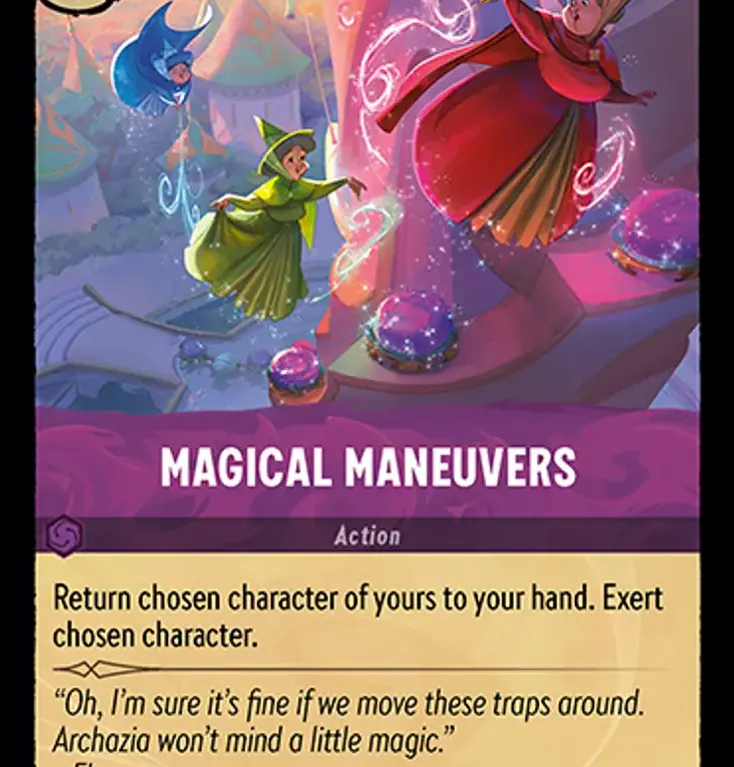 MAGICAL MANEUVERS
Action
Return chosen character of yours to your hand. Exert
chosen character.
“Oh, I’m sure it’s fine if we move these traps around.
Archazia won’t mind a little magic.”